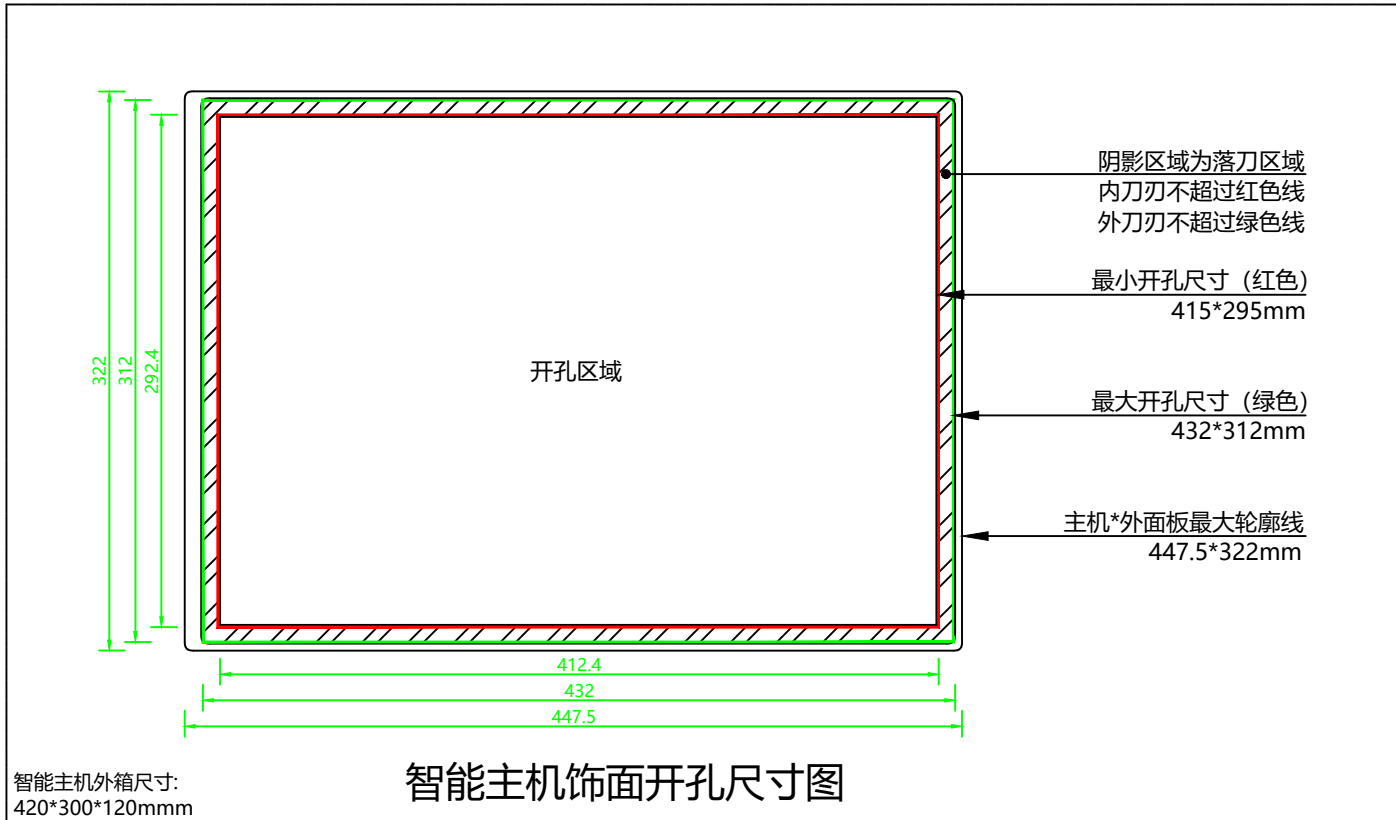 阴影区域为落刀区域
内刀刃不超过红色线
外刀刃不超过绿色线
最小开孔尺寸（红色）
415*295mm
322
312
292.4
开孔区域
最大开孔尺寸（绿色）
432*312mm
主机*外面板最大轮廓线
447.5*322mm
412.4
432
447.5
智能主机外箱尺寸:
420*300*120mmm
智能主机饰面开孔尺寸图